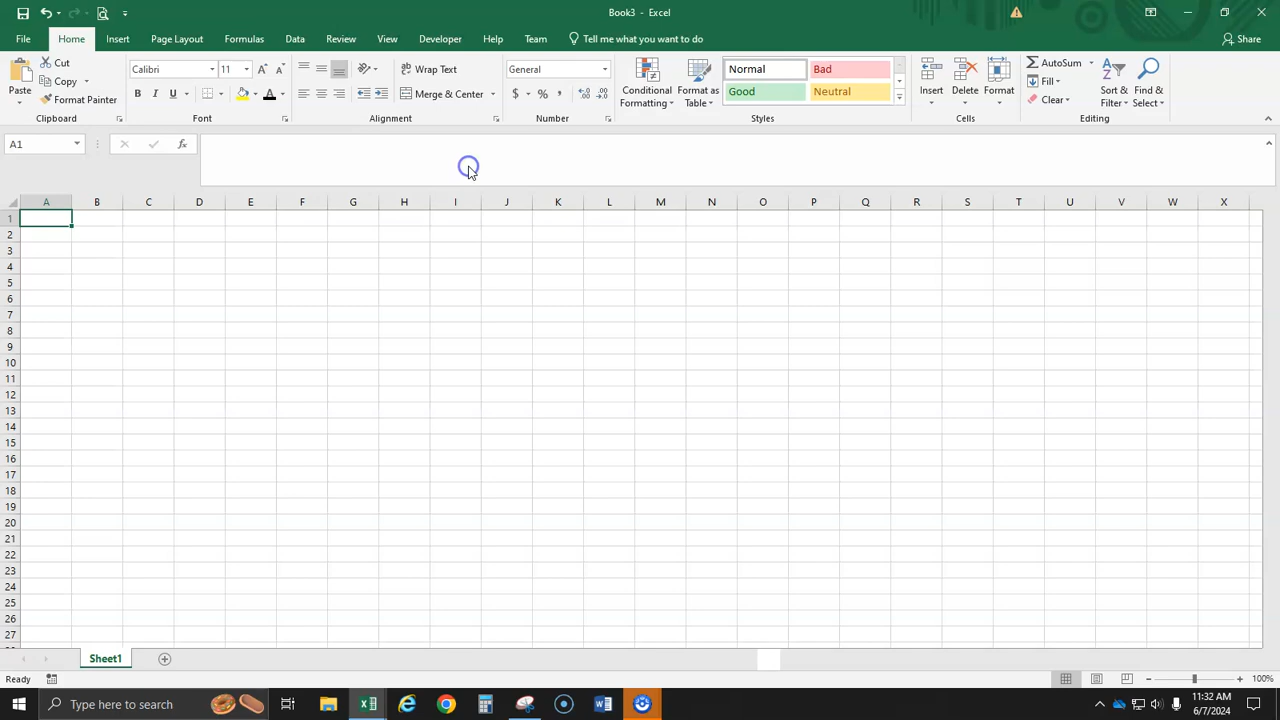 Book3 - Excel
File Home Insert Page Layout Formulas Data Review View Developer Help Team Tell me what you want to do Share
Paste Cut Copy Format Painter Clipboard
Calibri 11 B I U Font
Wrap Text Merge & Center Alignment
General $ % , Number
Conditional Formatting Format as Table Normal Bad Good Neutral Styles
Insert Delete Format Cells
AutoSum Fill Clear Sort & Filter Find & Select Editing
A1 fx
A B C D E F G H I J K L M N O P Q R S T U V W X
1
2
3
4
5
6
7
8
9
10
11
12
13
14
15
16
17
18
19
20
21
22
23
24
25
26
27
Sheet1
Ready 100%
Type here to search 11:32 AM
6/7/2024